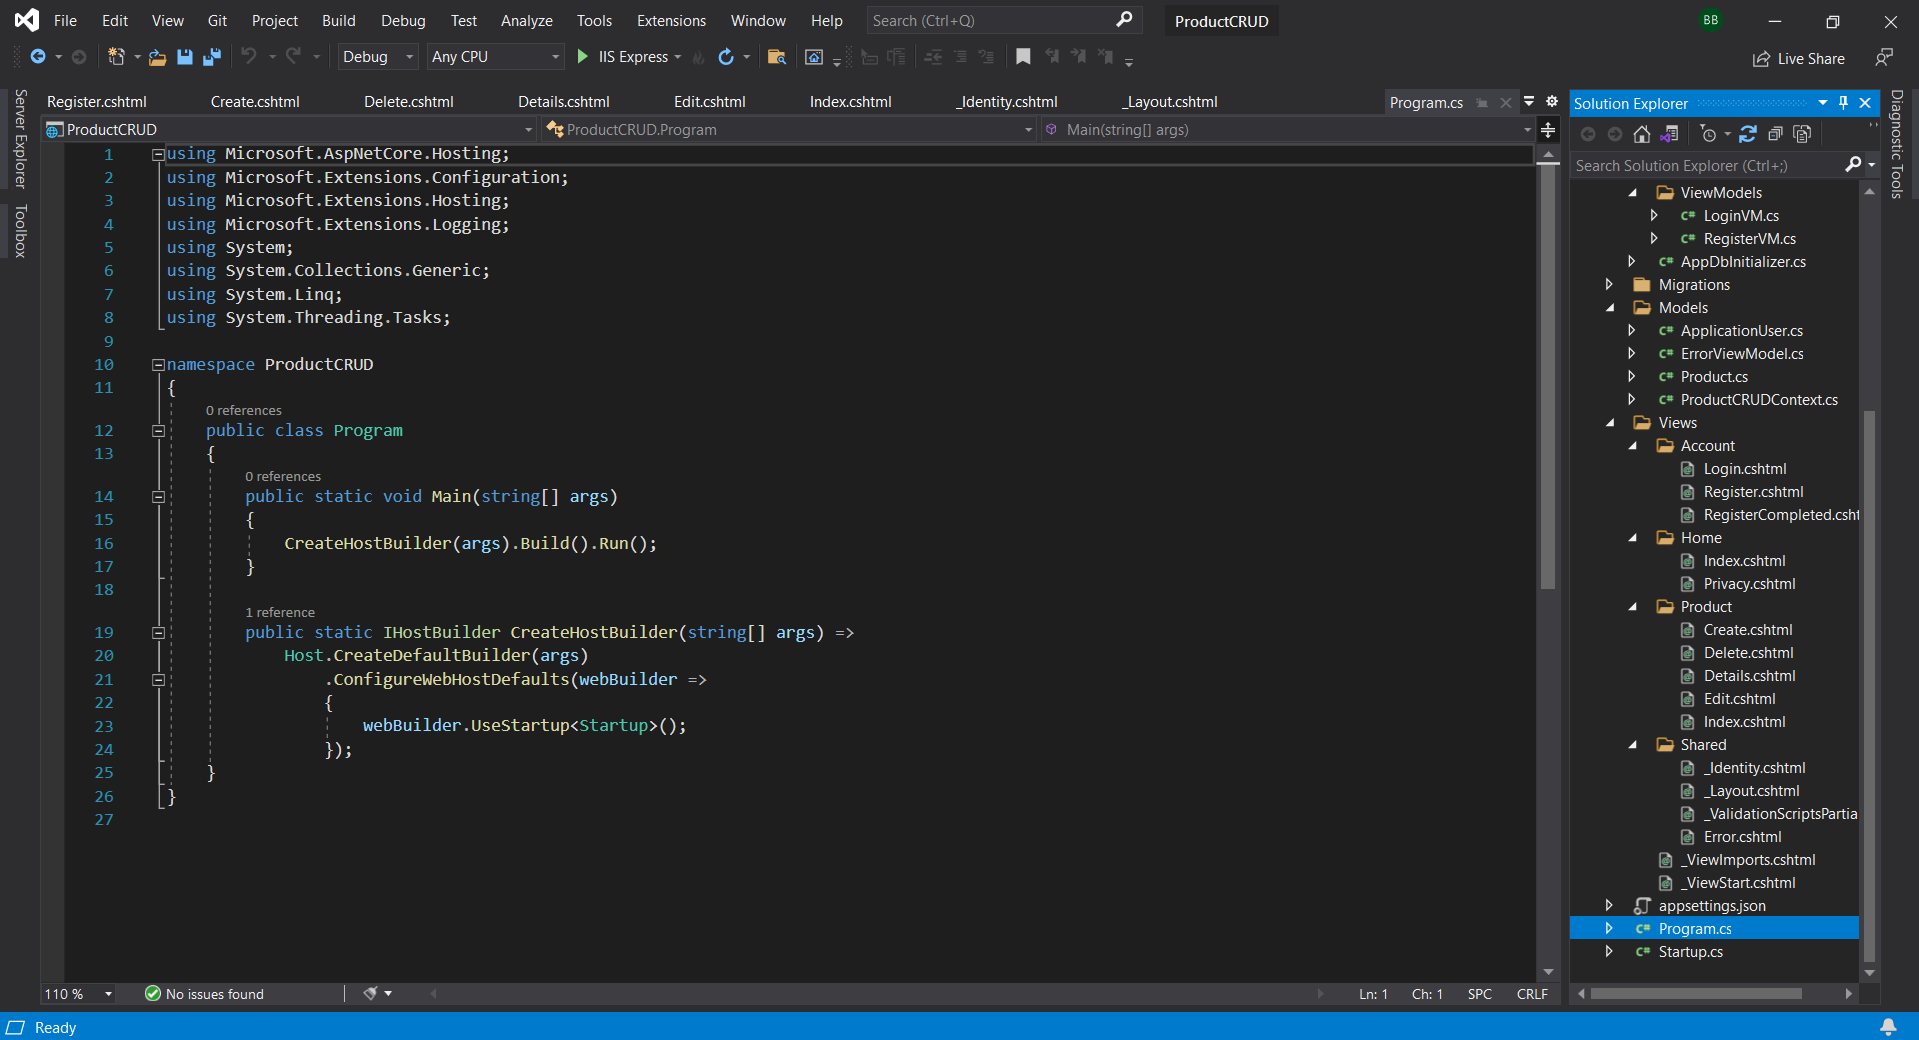 File Edit View Git Project Build Debug Test Analyze Tools Extensions Window Help Search (Ctrl+Q) ProductCRUD BB
Debug Any CPU IIS Express Live Share
Server Explorer
Toolbox
Register.cshtml Create.cshtml Delete.cshtml Details.cshtml Edit.cshtml Index.cshtml _Identity.cshtml _Layout.cshtml Program.cs
ProductCRUD ProductCRUD.Program Main(string[] args)
1 using Microsoft.AspNetCore.Hosting;
2 using Microsoft.Extensions.Configuration;
3 using Microsoft.Extensions.Hosting;
4 using Microsoft.Extensions.Logging;
5 using System;
6 using System.Collections.Generic;
7 using System.Linq;
8 using System.Threading.Tasks;
9
10 namespace ProductCRUD
11 {
0 references
12 public class Program
13 {
0 references
14 public static void Main(string[] args)
15 {
16 CreateHostBuilder(args).Build().Run();
17 }
18
1 reference
19 public static IHostBuilder CreateHostBuilder(string[] args) =>
20 Host.CreateDefaultBuilder(args)
21 .ConfigureWebHostDefaults(webBuilder =>
22 {
23 webBuilder.UseStartup<Startup>();
24 });
25 }
26 }
27
110 % No issues found Ln: 1 Ch: 1 SPC CRLF
Solution Explorer
Search Solution Explorer (Ctrl+;)
ViewModels
C# LoginVM.cs
C# RegisterVM.cs
C# AppDbInitializer.cs
Migrations
Models
C# ApplicationUser.cs
C# ErrorViewModel.cs
C# Product.cs
C# ProductCRUDContext.cs
Views
Account
Login.cshtml
Register.cshtml
RegisterCompleted.csht
Home
Index.cshtml
Privacy.cshtml
Product
Create.cshtml
Delete.cshtml
Details.cshtml
Edit.cshtml
Index.cshtml
Shared
_Identity.cshtml
_Layout.cshtml
_ValidationScriptsPartia
Error.cshtml
_ViewImports.cshtml
_ViewStart.cshtml
appsettings.json
C# Program.cs
C# Startup.cs
Diagnostic Tools
Ready